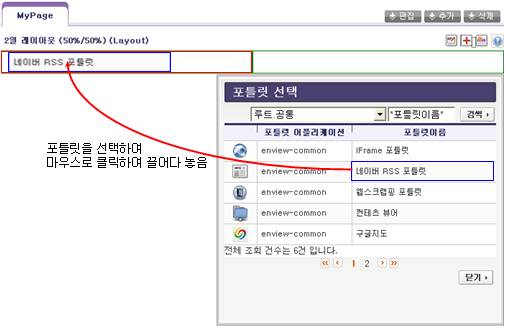 MyPage
편집
추가
삭제
2열 레이아웃 (50%/50%) (Layout)
네이버 RSS 포틀릿
포틀릿 선택
루트 공통
*포틀릿이름*
검색
포틀릿 어플리케이션
포틀릿이름
enview-common
IFrame 포틀릿
enview-common
네이버 RSS 포틀릿
enview-common
웹스크랩핑 포틀릿
enview-common
컨텐츠 뷰어
enview-common
구글지도
전체 조회 건수는 6건 입니다.
1 2
닫기
포틀릿을 선택하여
마우스로 클릭하여 끌어다 놓음